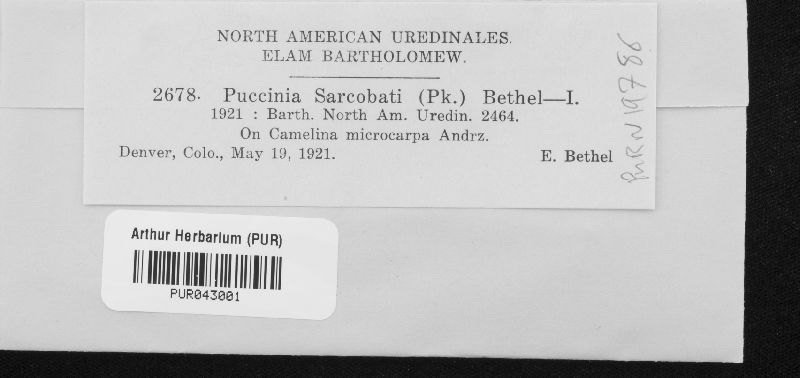 NORTH AMERICAN UREDINALES.
ELAM BARTHOLOMEW.
2678. Puccinia Sarcobati (Pk.) Bethel—I.
1921 : Barth. North Am. Uredin. 2464.
On Camelina microcarpa Andrz.
Denver, Colo., May 19, 1921. E. Bethel
PUR N19786
Arthur Herbarium (PUR)
PUR043001